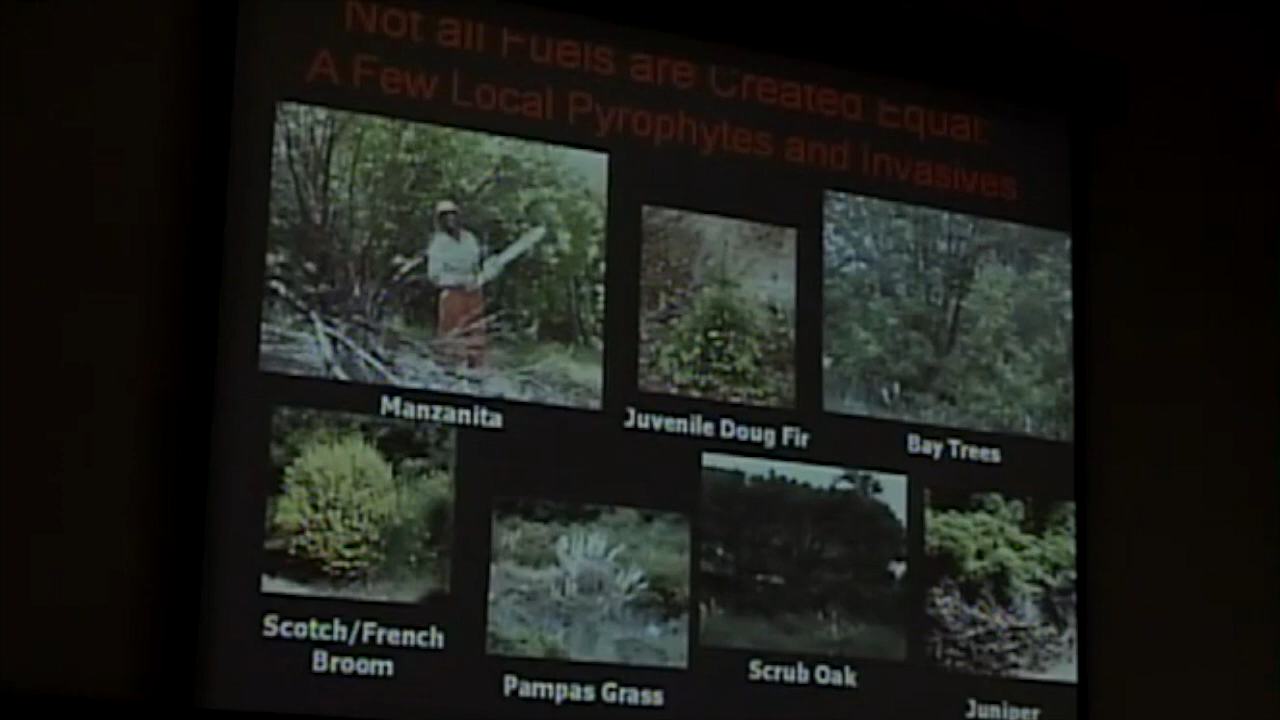 Not all Fuels are Created Equal:
A Few Local Pyrophytes and Invasives
Manzanita
Juvenile Doug Fir
Bay Trees
Scotch/French
Broom
Pampas Grass
Scrub Oak
Juniper